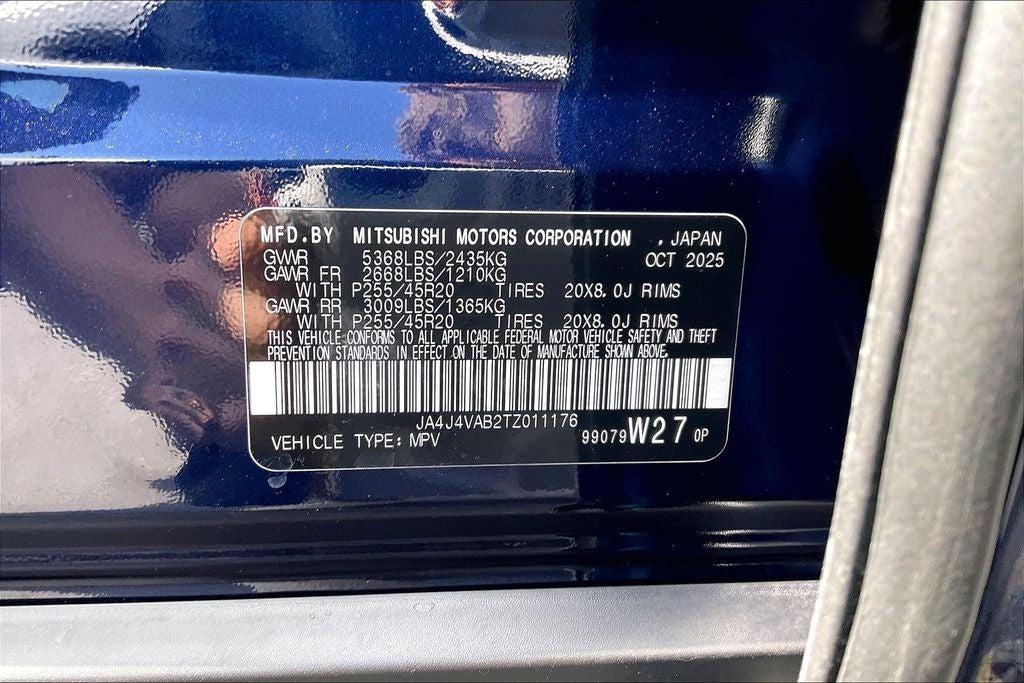 MFD.BY MITSUBISHI MOTORS CORPORATION , JAPAN
GVWR 5368LBS/2435KG OCT 2025
GAWR FR 2668LBS/1210KG
WITH P255/45R20 TIRES 20X8.0J RIMS
GAWR RR 3009LBS/1365KG
WITH P255/45R20 TIRES 20X8.0J RIMS
THIS VEHICLE CONFORMS TO ALL APPLICABLE FEDERAL MOTOR VEHICLE SAFETY AND THEFT
PREVENTION STANDARDS IN EFFECT ON THE DATE OF MANUFACTURE SHOWN ABOVE.
JA4J4VAB2TZ011176
VEHICLE TYPE: MPV 99079 W27 0P